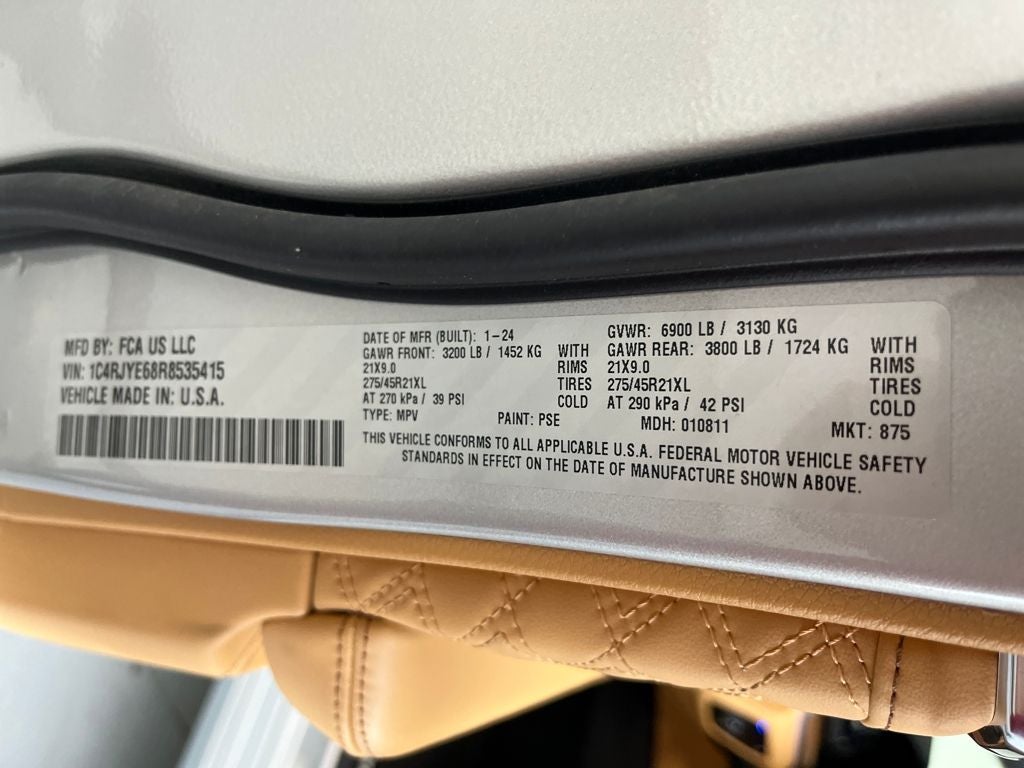 MFD BY: FCA US LLC
VIN: 1C4RJYE68R8535415
VEHICLE MADE IN: U.S.A.
DATE OF MFR (BUILT): 1-24
GAWR FRONT: 3200 LB / 1452 KG WITH
21X9.0 RIMS
275/45R21XL TIRES
AT 270 kPa / 39 PSI COLD
TYPE: MPV PAINT: PSE
GVWR: 6900 LB / 3130 KG
GAWR REAR: 3800 LB / 1724 KG WITH
21X9.0 RIMS
275/45R21XL TIRES
AT 290 kPa / 42 PSI COLD
MDH: 010811 MKT: 875
THIS VEHICLE CONFORMS TO ALL APPLICABLE U.S.A. FEDERAL MOTOR VEHICLE SAFETY
STANDARDS IN EFFECT ON THE DATE OF MANUFACTURE SHOWN ABOVE.